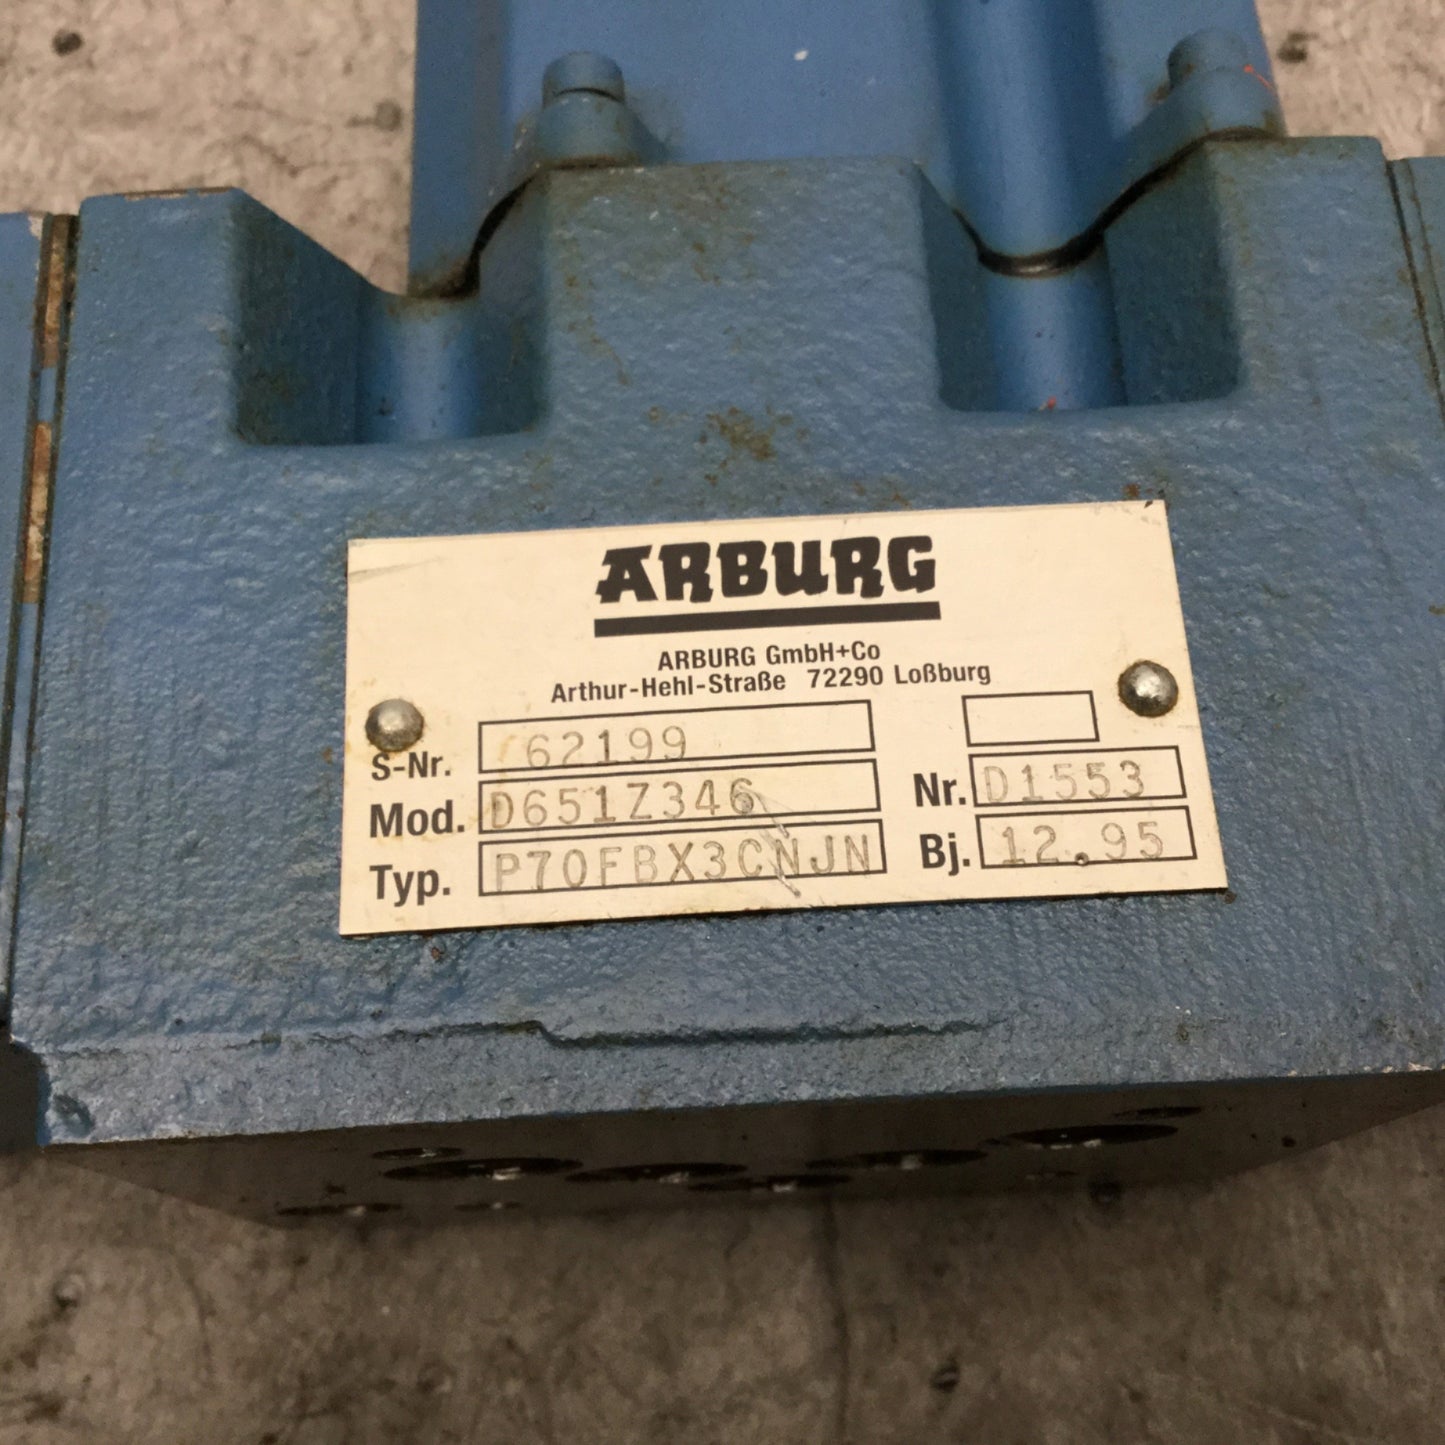 ARBURG
ARBURG GmbH+Co
Arthur-Hehl-Straße 72290 Loßburg
S-Nr. 62199
Mod. D651Z346 Nr. D1553
Typ. P70FBX3CNJN Bj. 12.95